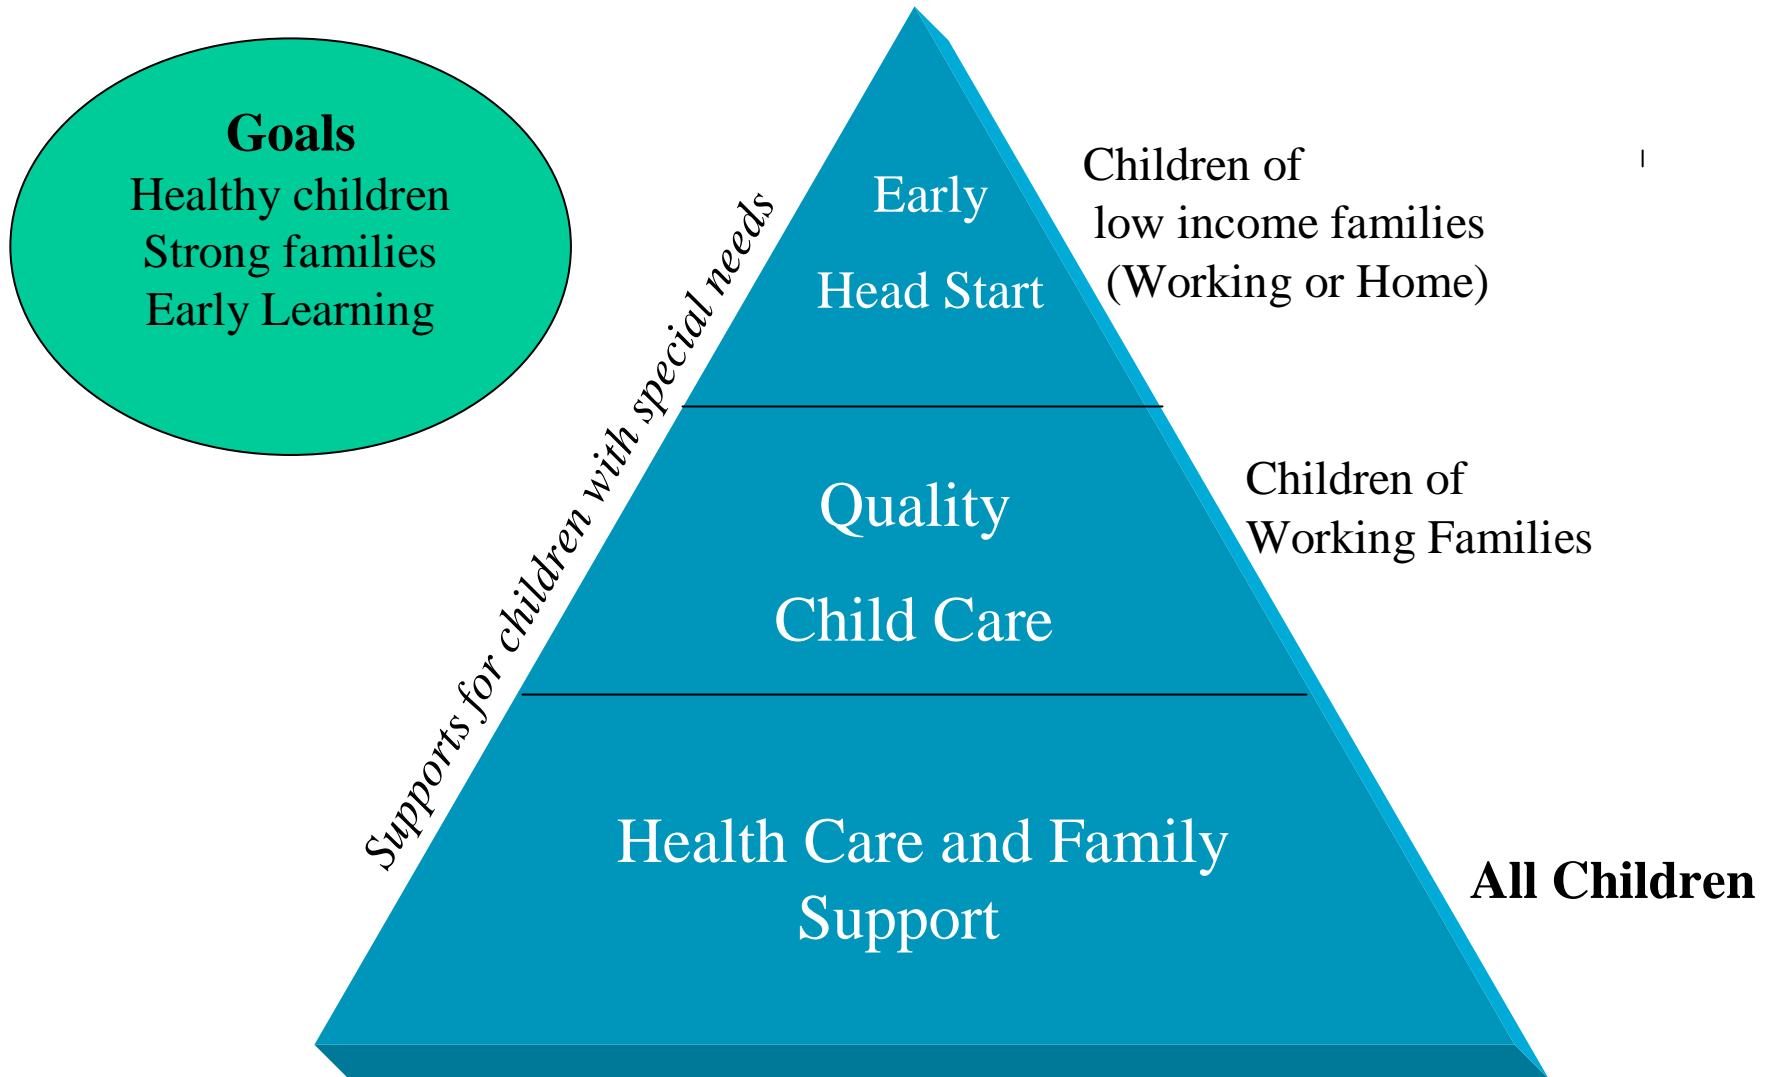 Goals
Healthy children
Strong families
Early Learning
Supports for children with special needs
Early
Head Start
Children of
low income families
(Working or Home)
Quality
Child Care
Children of
Working Families
Health Care and Family
Support
All Children